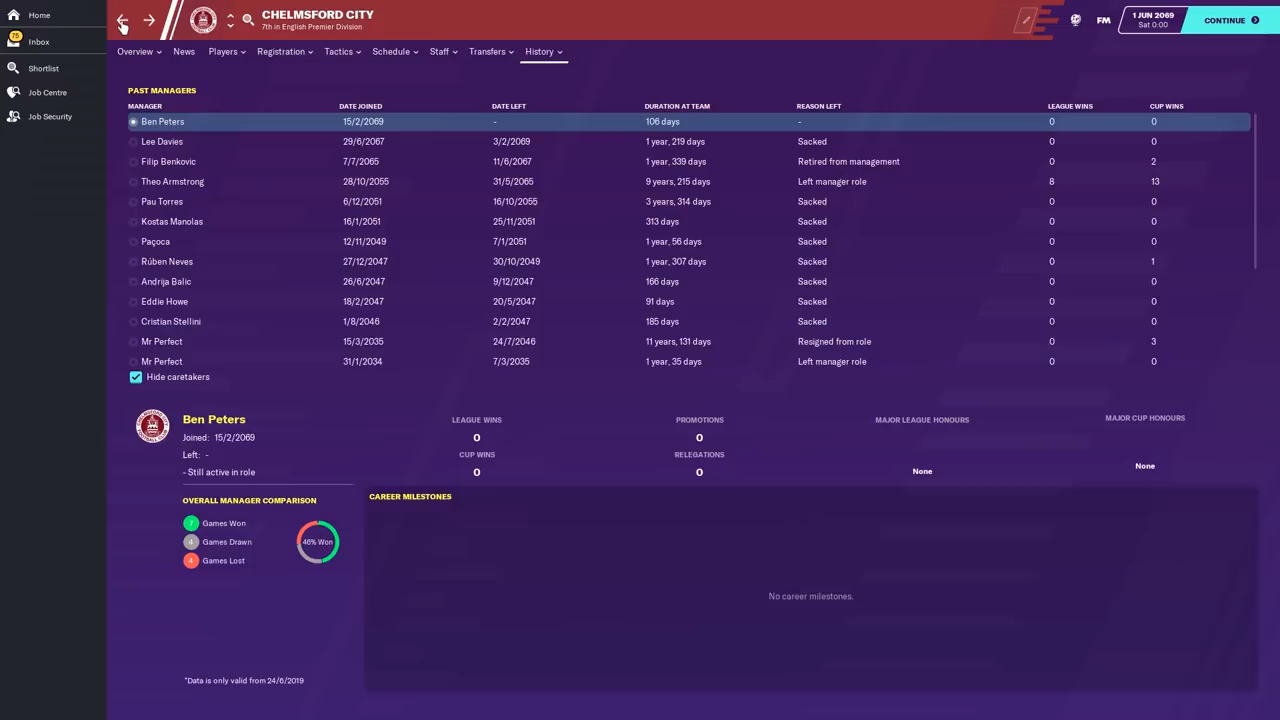 Home
75
Inbox
Shortlist
Job Centre
Job Security
CHELMSFORD CITY
7th in English Premier Division
FM
1 JUN 2069
Sat 0:00
CONTINUE
Overview News Players Registration Tactics Schedule Staff Transfers History
PAST MANAGERS
MANAGER DATE JOINED DATE LEFT DURATION AT TEAM REASON LEFT LEAGUE WINS CUP WINS
Ben Peters 15/2/2069 - 106 days - 0 0
Lee Davies 29/6/2067 3/2/2069 1 year, 219 days Sacked 0 0
Filip Benkovic 7/7/2065 11/6/2067 1 year, 339 days Retired from management 0 2
Theo Armstrong 28/10/2055 31/5/2065 9 years, 215 days Left manager role 8 13
Pau Torres 6/12/2051 16/10/2055 3 years, 314 days Sacked 0 0
Kostas Manolas 16/1/2051 25/11/2051 313 days Sacked 0 0
Paçoca 12/11/2049 7/1/2051 1 year, 56 days Sacked 0 0
Rúben Neves 27/12/2047 30/10/2049 1 year, 307 days Sacked 0 1
Andrija Balic 26/6/2047 9/12/2047 166 days Sacked 0 0
Eddie Howe 18/2/2047 20/5/2047 91 days Sacked 0 0
Cristian Stellini 1/8/2046 2/2/2047 185 days Sacked 0 0
Mr Perfect 15/3/2035 24/7/2046 11 years, 131 days Resigned from role 0 3
Mr Perfect 31/1/2034 7/3/2035 1 year, 35 days Left manager role 0 0
Hide caretakers
Ben Peters
Joined: 15/2/2069
Left: -
- Still active in role
LEAGUE WINS PROMOTIONS MAJOR LEAGUE HONOURS MAJOR CUP HONOURS
0 0
CUP WINS RELEGATIONS
0 0 None None
OVERALL MANAGER COMPARISON
7 Games Won
4 Games Drawn
4 Games Lost
46% Won
*Data is only valid from 24/6/2019
CAREER MILESTONES
No career milestones.